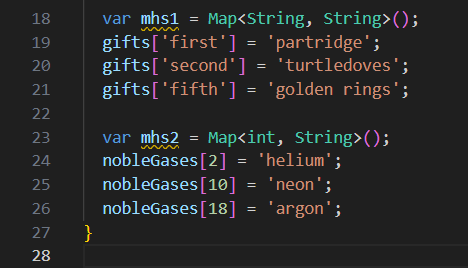 18 var mhs1 = Map<String, String>();
19 gifts['first'] = 'partridge';
20 gifts['second'] = 'turtledoves';
21 gifts['fifth'] = 'golden rings';
22
23 var mhs2 = Map<int, String>();
24 nobleGases[2] = 'helium';
25 nobleGases[10] = 'neon';
26 nobleGases[18] = 'argon';
27 }
28